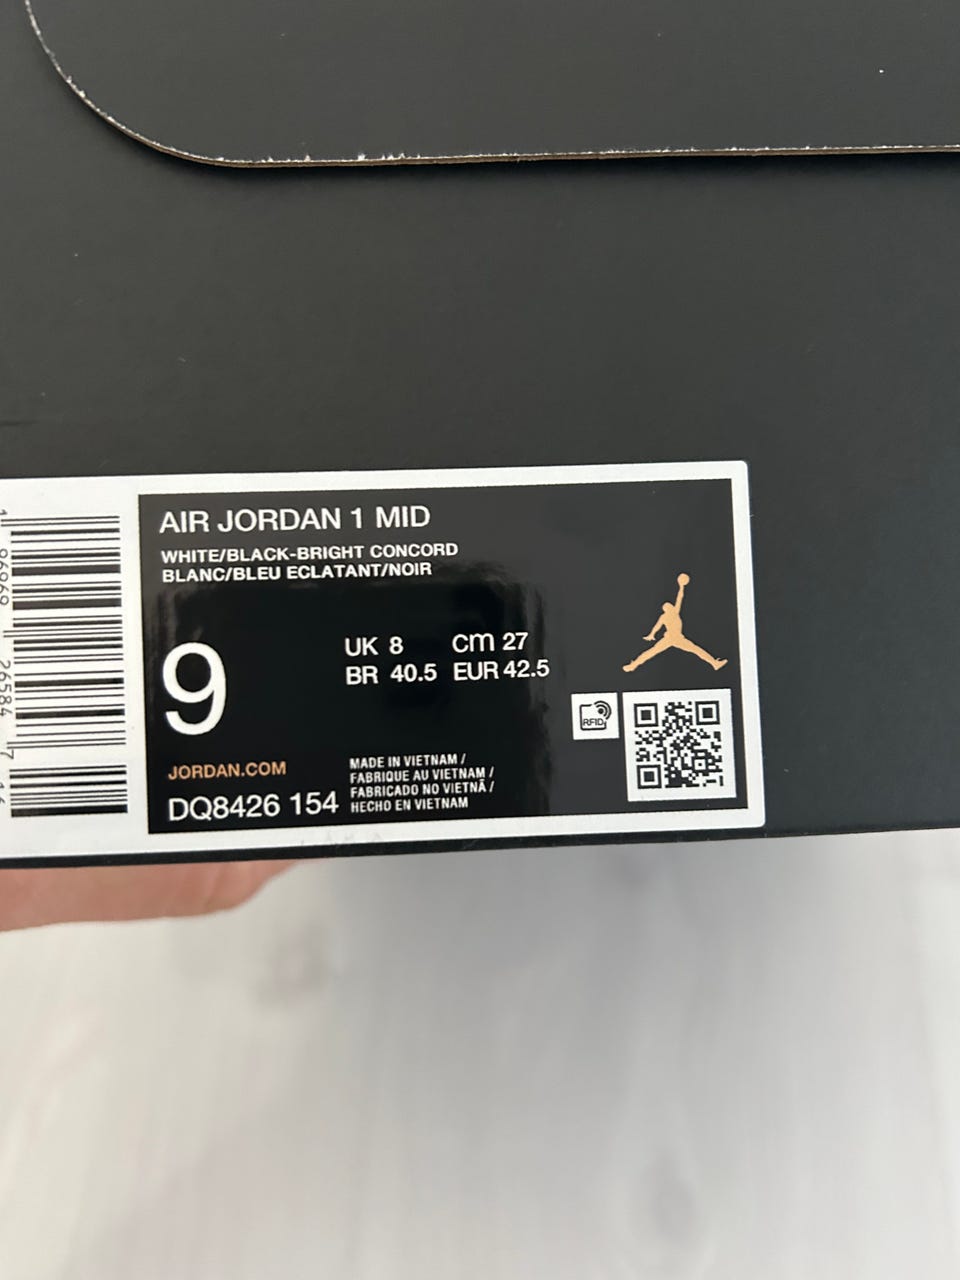 AIR JORDAN 1 MID
WHITE/BLACK-BRIGHT CONCORD
BLANC/BLEU ECLATANT/NOIR
9
UK 8 cm 27
BR 40.5 EUR 42.5
RFID
JORDAN.COM
DQ8426 154
MADE IN VIETNAM /
FABRIQUE AU VIETNAM /
FABRICADO NO VIETNÃ /
HECHO EN VIETNAM